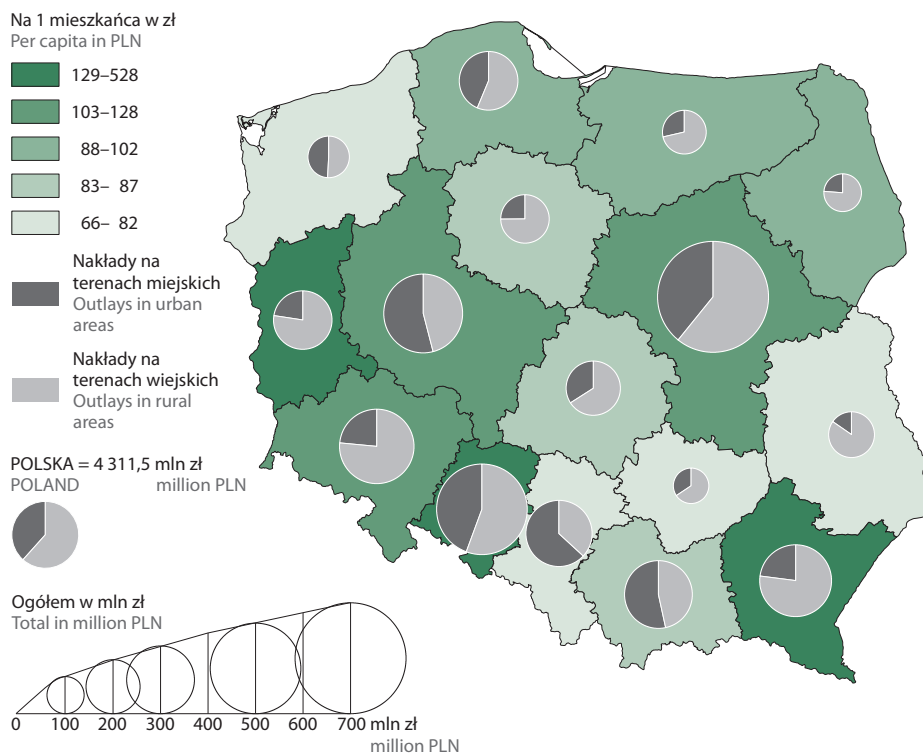 Na 1 mieszkańca w zł
Per capita in PLN
129–528
103–128
88–102
83– 87
66– 82
Nakłady na
terenach miejskich
Outlays in urban
areas
Nakłady na
terenach wiejskich
Outlays in rural
areas
POLSKA = 4 311,5 mln zł
POLAND million PLN
Ogółem w mln zł
Total in million PLN
0 100 200 300 400 500 600 700 mln zł
million PLN